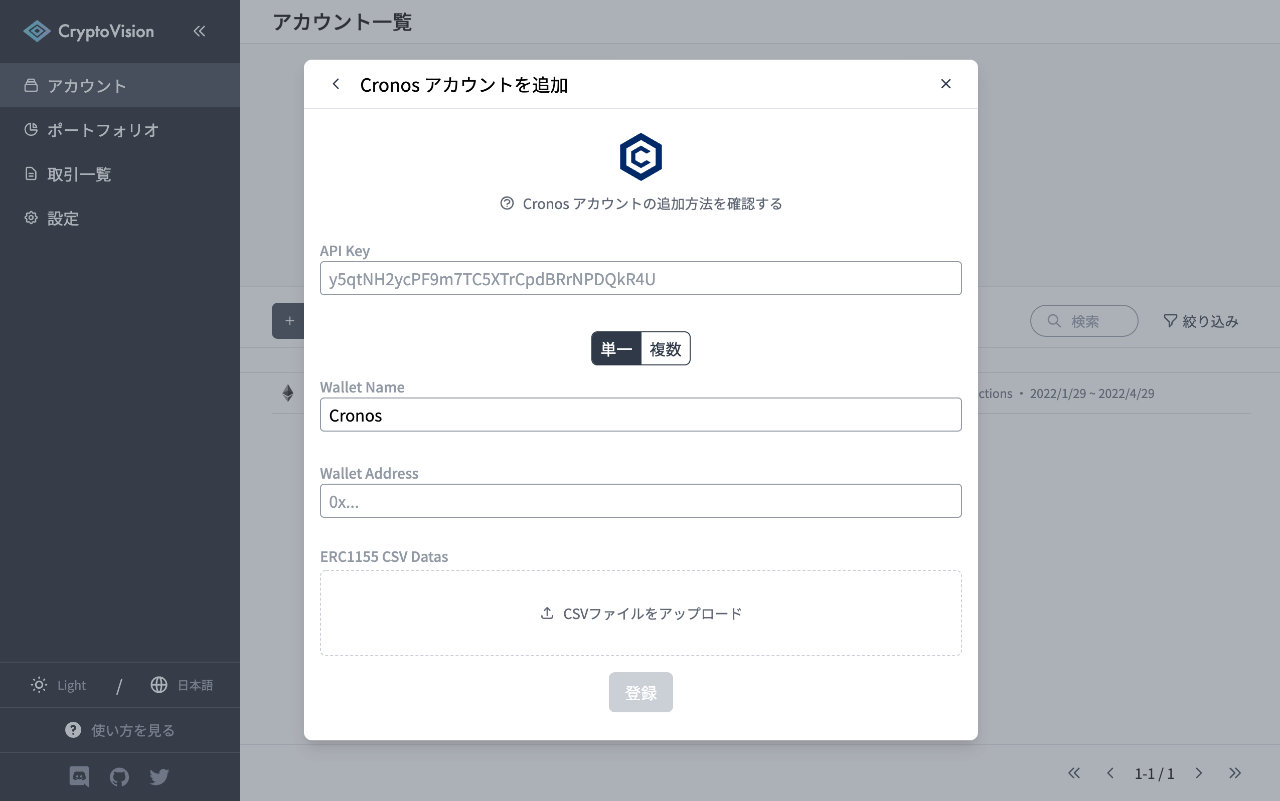 CryptoVision
アカウント
ポートフォリオ
取引一覧
設定
Light / 日本語
使い方を見る
アカウント一覧
Cronos アカウントを追加
Cronos アカウントの追加方法を確認する
API Key
y5qtNH2ycPF9m7TC5XTrCpdBRrNPDQkR4U
単一 複数
Wallet Name
Cronos
Wallet Address
0x...
ERC1155 CSV Datas
CSVファイルをアップロード
登録
+
検索
絞り込み
ctions・2022/1/29 ~ 2022/4/29
1-1 / 1